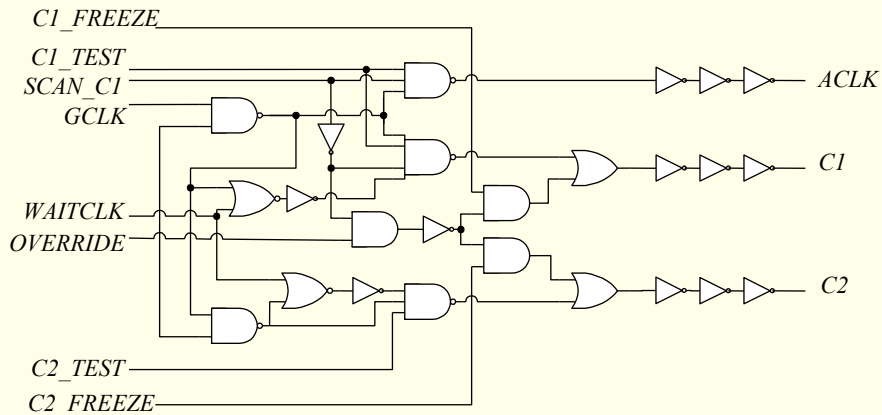 C1_FREEZE
C1_TEST
SCAN_C1
GCLK
WAITCLK
OVERRIDE
C2_TEST
C2_FREEZE
ACLK
C1
C2